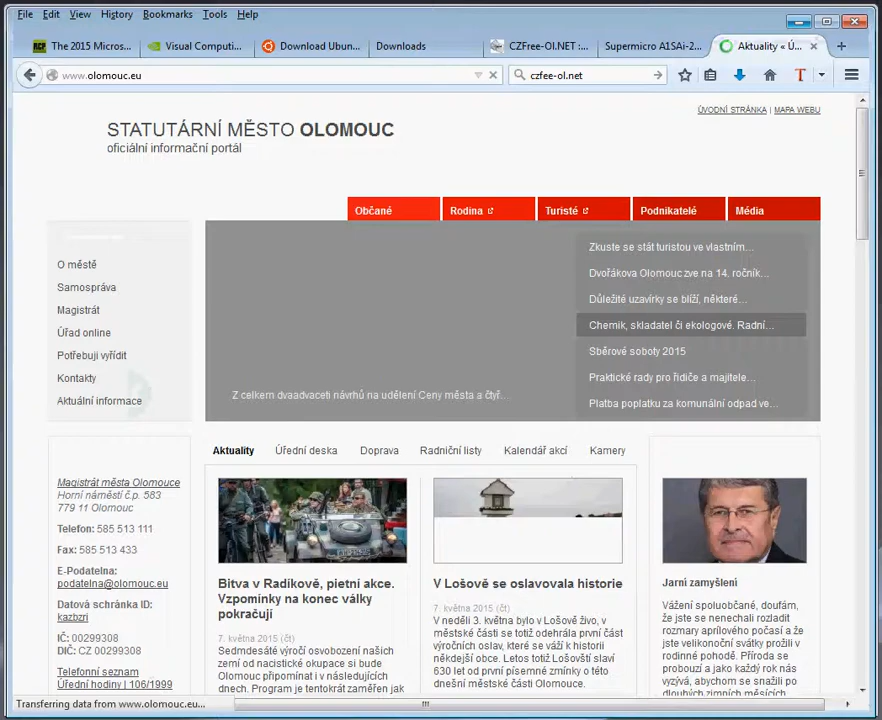 File Edit View History Bookmarks Tools Help
The 2015 Micros...
Visual Computi...
Download Ubun...
Downloads
CZFree-Ol.NET :...
Supermicro A1SAi-2...
Aktuality « Ú...
www.olomouc.eu
czfee-ol.net
ÚVODNÍ STRÁNKA | MAPA WEBU
STATUTÁRNÍ MĚSTO OLOMOUC
oficiální informační portál
Občané
Rodina
Turisté
Podnikatelé
Média
O městě
Samospráva
Magistrát
Úřad online
Potřebuji vyřídit
Kontakty
Aktuální informace
Z celkem dvaadvaceti návrhů na udělení Ceny města a čtyř...
Zkuste se stát turistou ve vlastním...
Dvořákova Olomouc zve na 14. ročník...
Důležité uzavírky se blíží, některé...
Chemik, skladatel či ekologové. Radní...
Sběrové soboty 2015
Praktické rady pro řidiče a majitele...
Platba poplatku za komunální odpad ve...
Magistrát města Olomouce
Horní náměstí č.p. 583
779 11 Olomouc
Telefon: 585 513 111
Fax: 585 513 433
E-Podatelna:
podatelna@olomouc.eu
Datová schránka ID:
kazbzri
IČ: 00299308
DIČ: CZ 00299308
Telefonní seznam
Úřední hodiny | 106/1999
Aktuality
Úřední deska
Doprava
Radniční listy
Kalendář akcí
Kamery
Bitva v Radíkově, pietní akce.
Vzpomínky na konec války
pokračují
7. května 2015 (čt)
Sedmdesáté výročí osvobození našich
zemí od nacistické okupace si bude
Olomouc připomínat i v následujících
dnech. Program je tentokrát zaměřen jak
V Lošově se oslavovala historie
7. května 2015 (čt)
V neděli 3. května bylo v Lošově živo, v
městské části se totiž odehrála první část
výročních oslav, které se váží k historii
někdejší obce. Letos totiž Lošovští slaví
630 let od první písemné zmínky o této
dnešní městské části Olomouce.
Jarní zamyšlení
Vážení spoluobčané, doufám,
že jste se nenechali rozladit
rozmary aprílového počasí a že
jste velikonoční svátky prožili v
rodinné pohodě. Příroda se
probouzí a jako každý rok nás
vyzývá, abychom se snažili po
dlouhých zimních měsících
Transferring data from www.olomouc.eu...